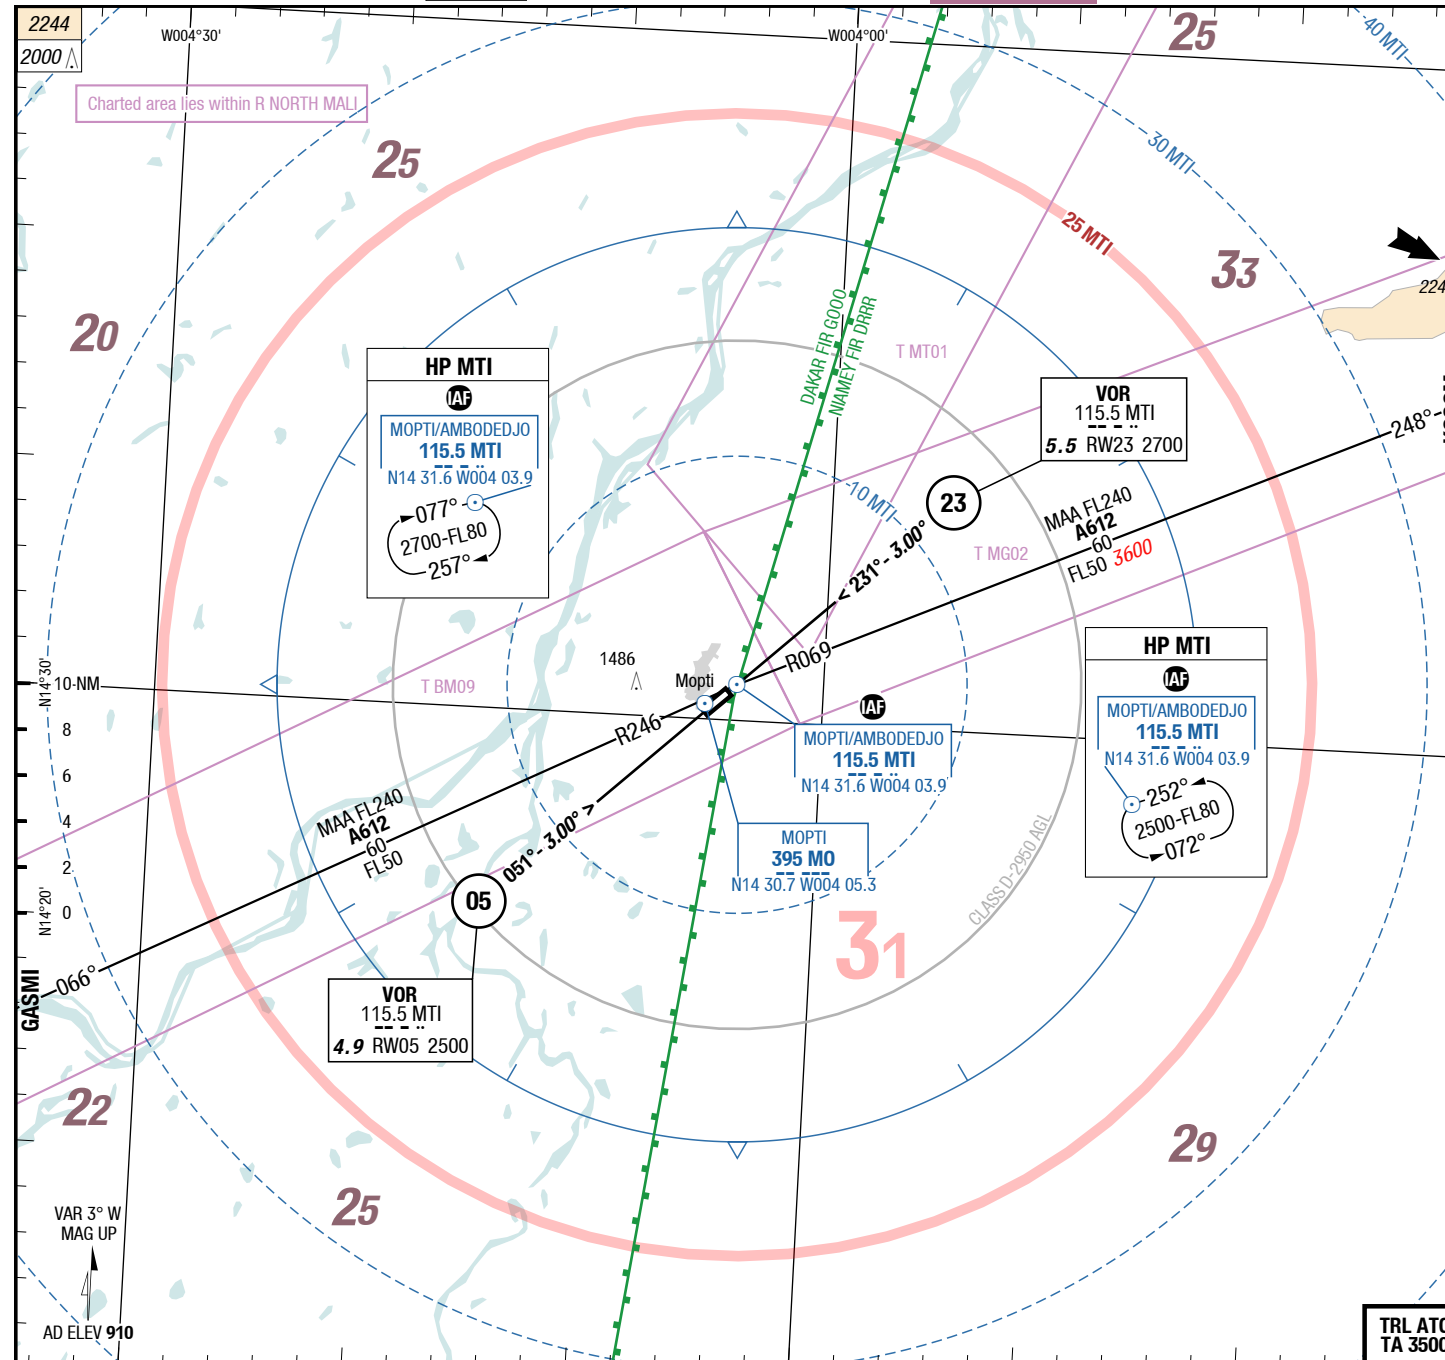 2244
2000
W004°30'
W004°00'
25
40 MTI
Charted area lies within R NORTH MALI
25
30 MTI
25 MTI
33
20
224
DAKAR FIR GOOO
NIAMEY FIR DRRR
T MT01
HP MTI
IAF
MOPTI/AMBODEDJO
115.5 MTI
N14 31.6 W004 03.9
077°
2700-FL80
257°
VOR
115.5 MTI
5.5 RW23 2700
248°
10 MTI
23
< 231° - 3.00°
MAA FL240
A612
60
FL50 3600
T MG02
HP MTI
IAF
MOPTI/AMBODEDJO
115.5 MTI
N14 31.6 W004 03.9
252°
2500-FL80
072°
1486
Mopti
R069
T BM09
N14°30'
10-NM
8
6
4
2
0
N14°20'
R246
IAF
MOPTI/AMBODEDJO
115.5 MTI
N14 31.6 W004 03.9
MAA FL240
A612
60
FL50
051° - 3.00° >
MOPTI
395 MO
N14 30.7 W004 05.3
CLASS D-2950 AGL
05
31
066°
GASMI
VOR
115.5 MTI
4.9 RW05 2500
22
29
25
VAR 3° W
MAG UP
AD ELEV 910
TRL ATC
TA 3500